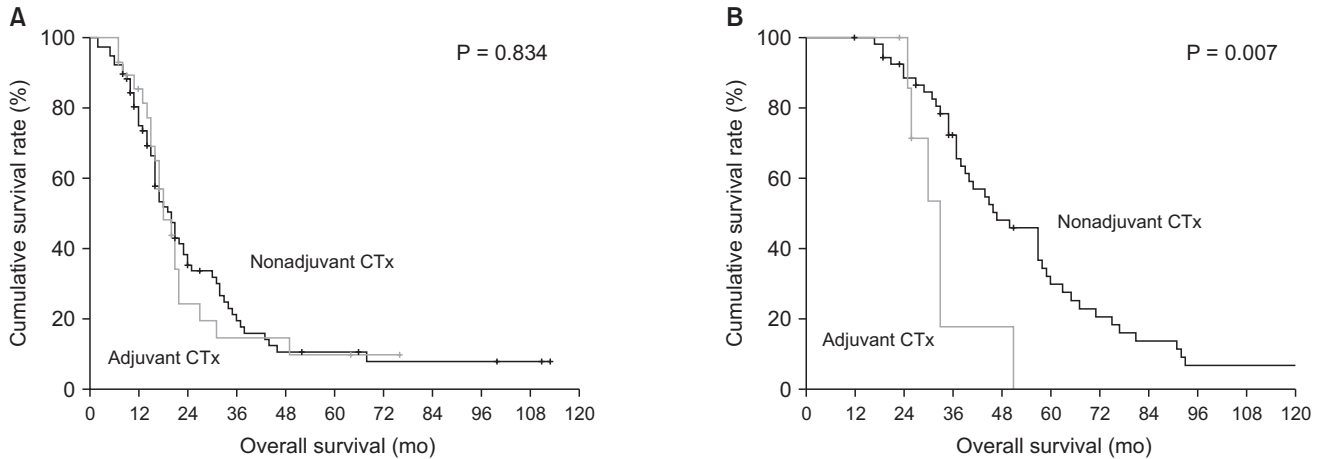 A
P = 0.834
100
80
60
40
20
0
Cumulative survival rate (%)
Nonadjuvant CTx
Adjuvant CTx
0 12 24 36 48 60 72 84 96 108 120
Overall survival (mo)
B
P = 0.007
100
80
60
40
20
0
Cumulative survival rate (%)
Nonadjuvant CTx
Adjuvant CTx
0 12 24 36 48 60 72 84 96 108 120
Overall survival (mo)